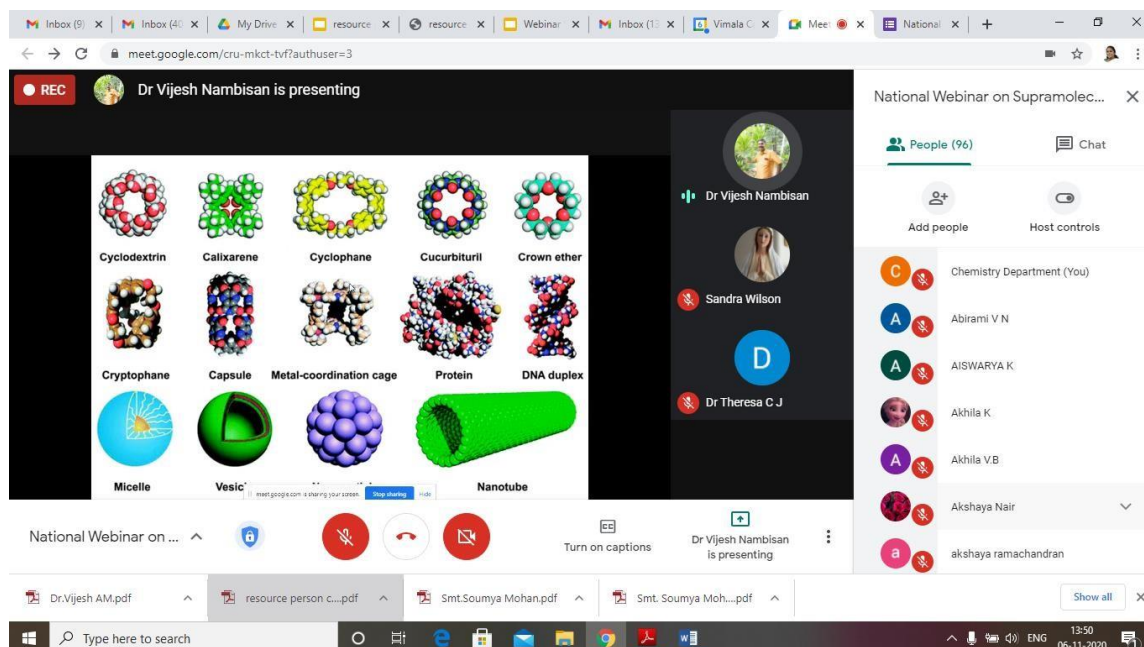 Inbox (9)
Inbox (40
My Drive
resource
resource
Webinar
Inbox (13
Vimala C
Meet
National
meet.google.com/cru-mkct-tvf?authuser=3
REC
Dr Vijesh Nambisan is presenting
Cyclodextrin Calixarene Cyclophane Cucurbituril Crown ether
Cryptophane Capsule Metal-coordination cage Protein DNA duplex
Micelle Nanotube
meet.google.com is sharing your screen. Stop sharing Hide
Dr Vijesh Nambisan
Sandra Wilson
D
Dr Theresa C J
National Webinar on Supramolec...
People (96) Chat
Add people Host controls
C Chemistry Department (You)
A Abirami V N
A AISWARYA K
Akhila K
A Akhila V.B
Akshaya Nair
a akshaya ramachandran
National Webinar on ...
Turn on captions
Dr Vijesh Nambisan
is presenting
Dr.Vijesh AM.pdf
resource person c....pdf
Smt.Soumya Mohan.pdf
Smt. Soumya Moh....pdf
Show all
Type here to search
ENG
13:50
06-11-2020